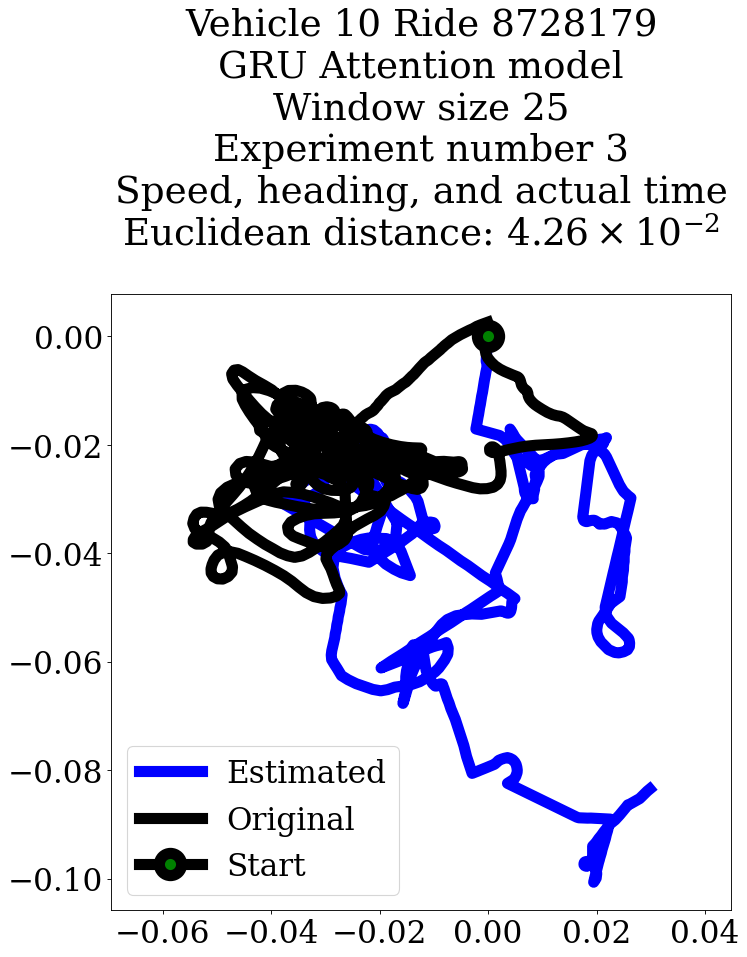 Vehicle 10 Ride 8728179
GRU Attention model
Window size 25
Experiment number 3
Speed, heading, and actual time
Euclidean distance: 4.26 × 10⁻²
0.00
−0.02
−0.04
−0.06
−0.08
−0.10
Estimated
Original
Start
−0.06 −0.04 −0.02 0.00 0.02 0.04